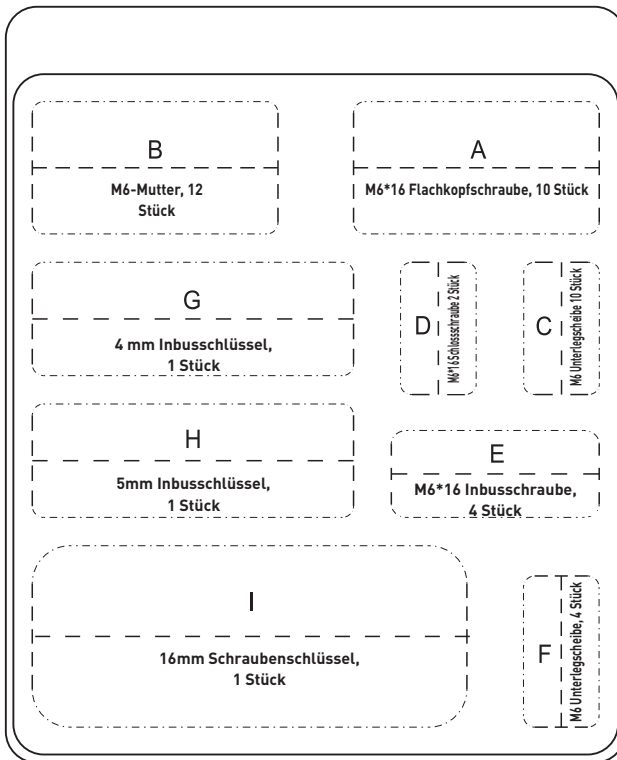 B
M6-Mutter, 12
Stück
A
M6*16 Flachkopfschraube, 10 Stück
G
4 mm Inbusschlüssel,
1 Stück
D
M6*16 Schlossschraube 2 Stück
C
M6 Unterlegscheibe 10 Stück
H
5mm Inbusschlüssel,
1 Stück
E
M6*16 Inbusschraube,
4 Stück
I
16mm Schraubenschlüssel,
1 Stück
F
M6 Unterlegscheibe, 4 Stück